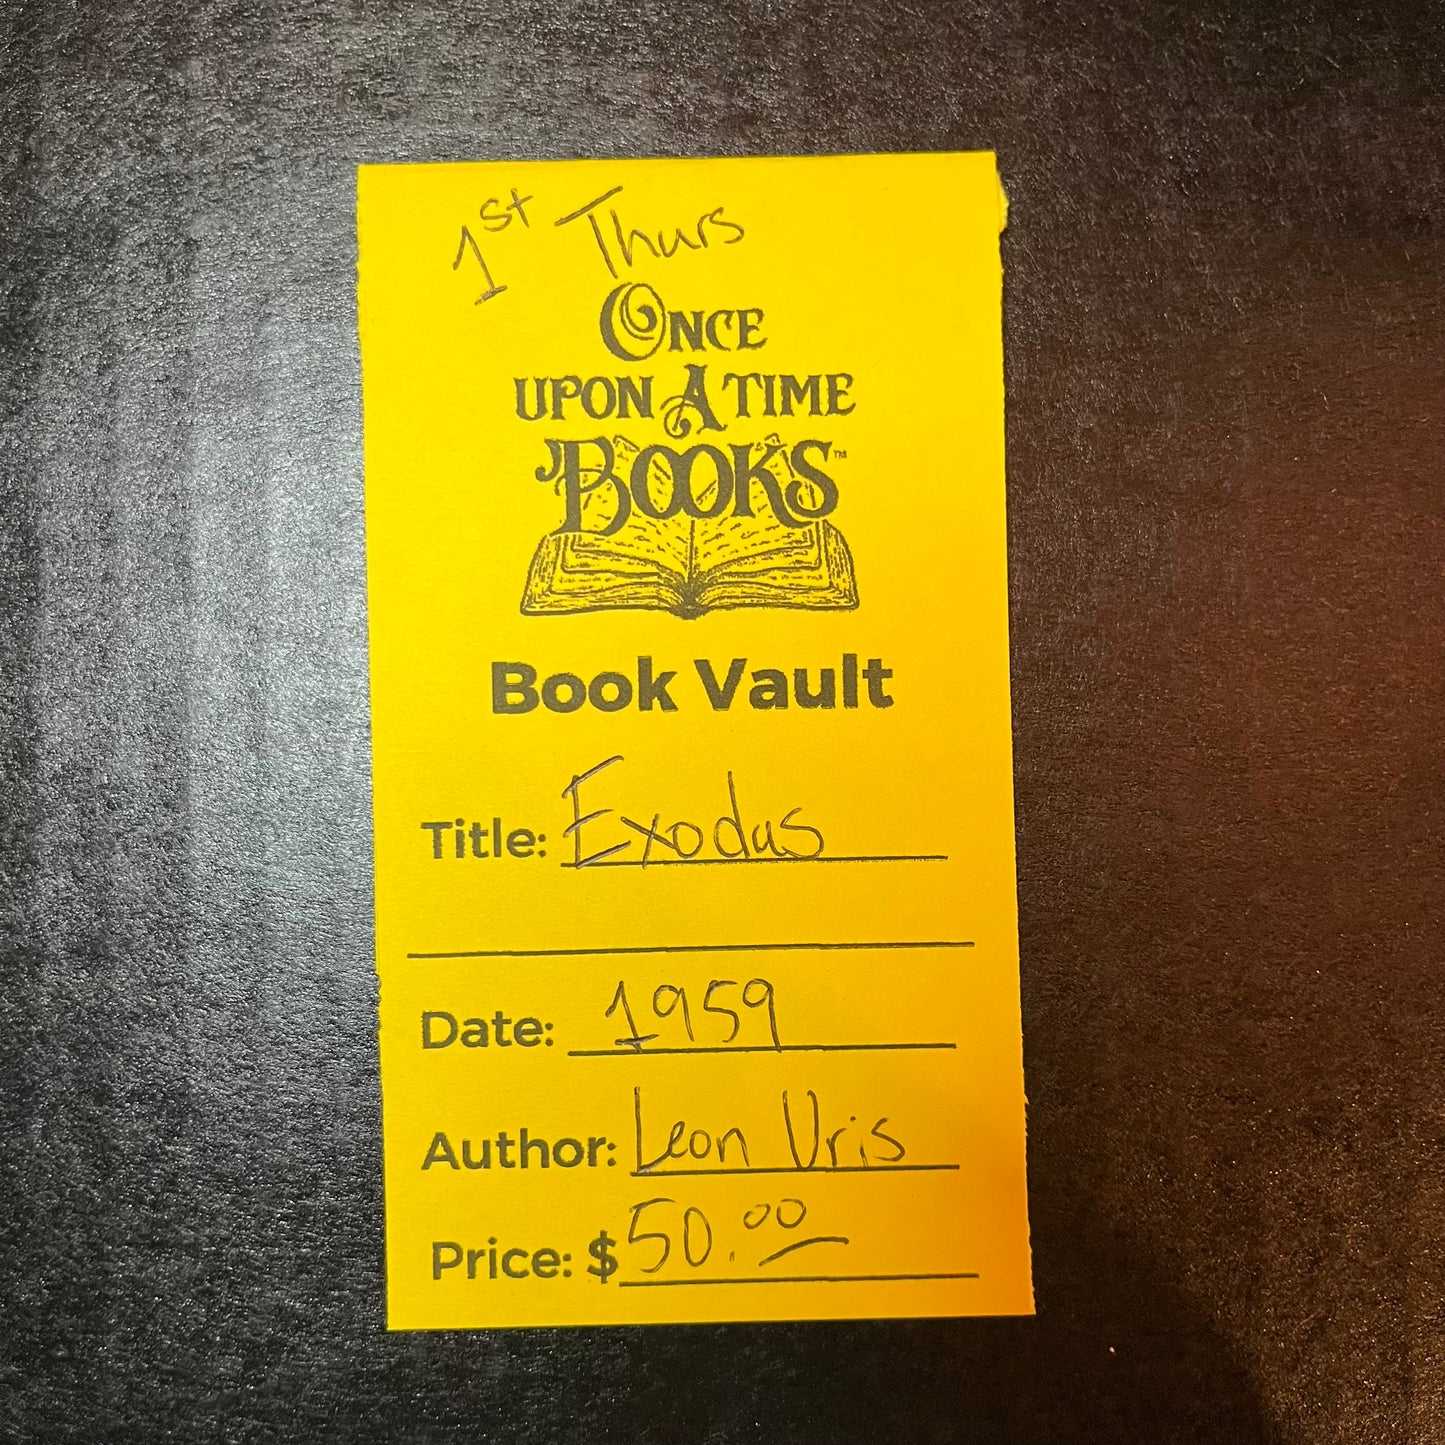 1st Thurs
ONCE
UPON A TIME
BOOKS™
Book Vault
Title: Exodus
Date: 1959
Author: Leon Uris
Price: $50.00